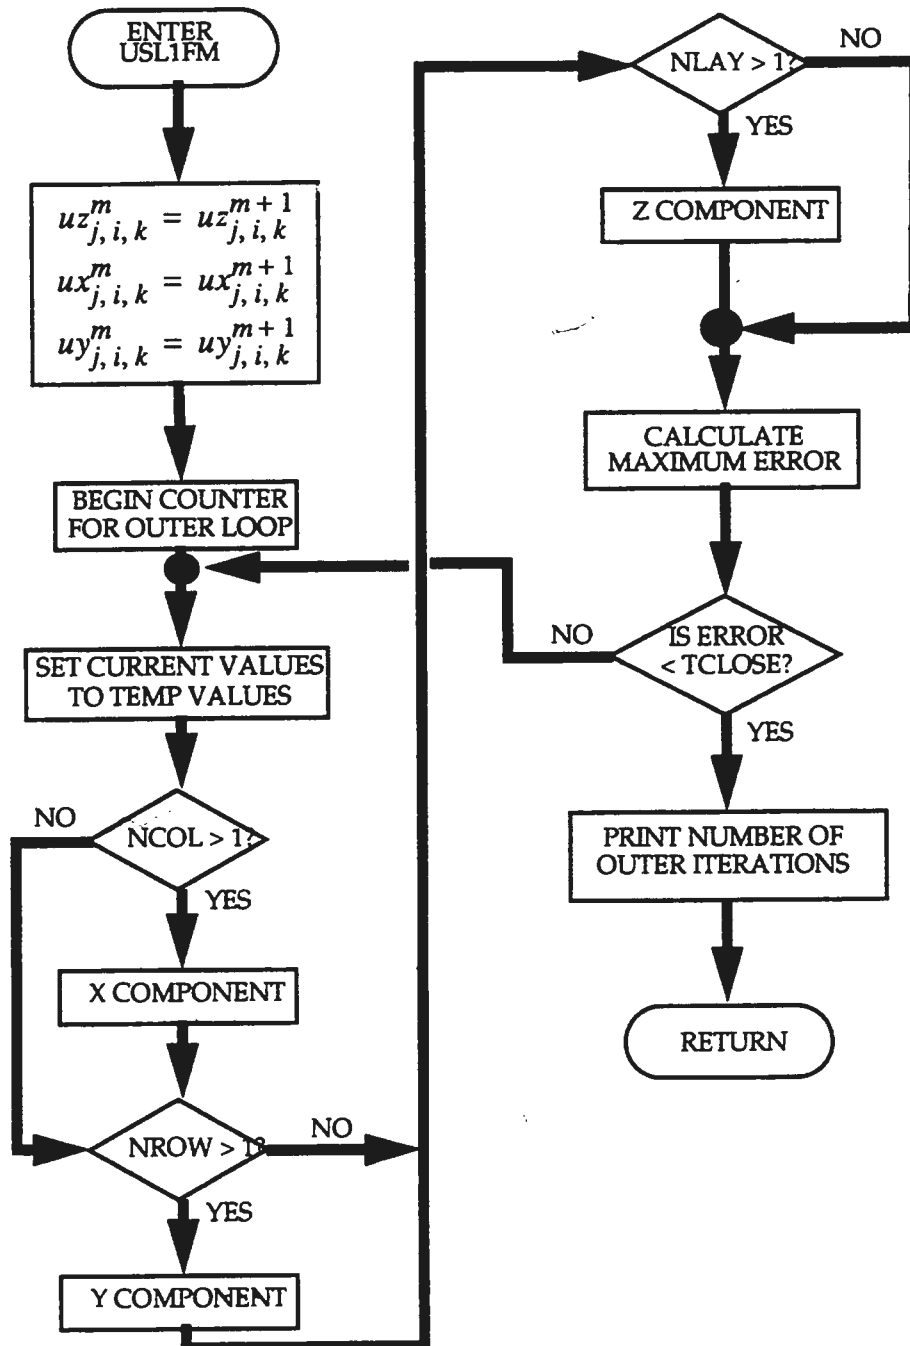 ENTER
USL1FM
uz^m_{j, i, k} = uz^{m+1}_{j, i, k}
ux^m_{j, i, k} = ux^{m+1}_{j, i, k}
uy^m_{j, i, k} = uy^{m+1}_{j, i, k}
BEGIN COUNTER
FOR OUTER LOOP
SET CURRENT VALUES
TO TEMP VALUES
NCOL > 1?
NO
YES
X COMPONENT
NROW > 1?
NO
YES
Y COMPONENT
NLAY > 1?
NO
YES
Z COMPONENT
CALCULATE
MAXIMUM ERROR
IS ERROR
< TCLOSE?
NO
YES
PRINT NUMBER OF
OUTER ITERATIONS
RETURN